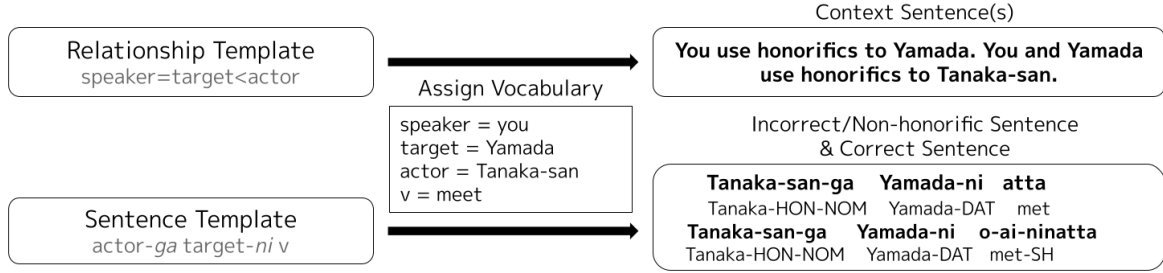 Relationship Template
speaker=target<actor
Sentence Template
actor-ga target-ni v
Assign Vocabulary
speaker = you
target = Yamada
actor = Tanaka-san
v = meet
Context Sentence(s)
You use honorifics to Yamada. You and Yamada
use honorifics to Tanaka-san.
Incorrect/Non-honorific Sentence
& Correct Sentence
Tanaka-san-ga Yamada-ni atta
Tanaka-HON-NOM Yamada-DAT met
Tanaka-san-ga Yamada-ni o-ai-ninatta
Tanaka-HON-NOM Yamada-DAT met-SH